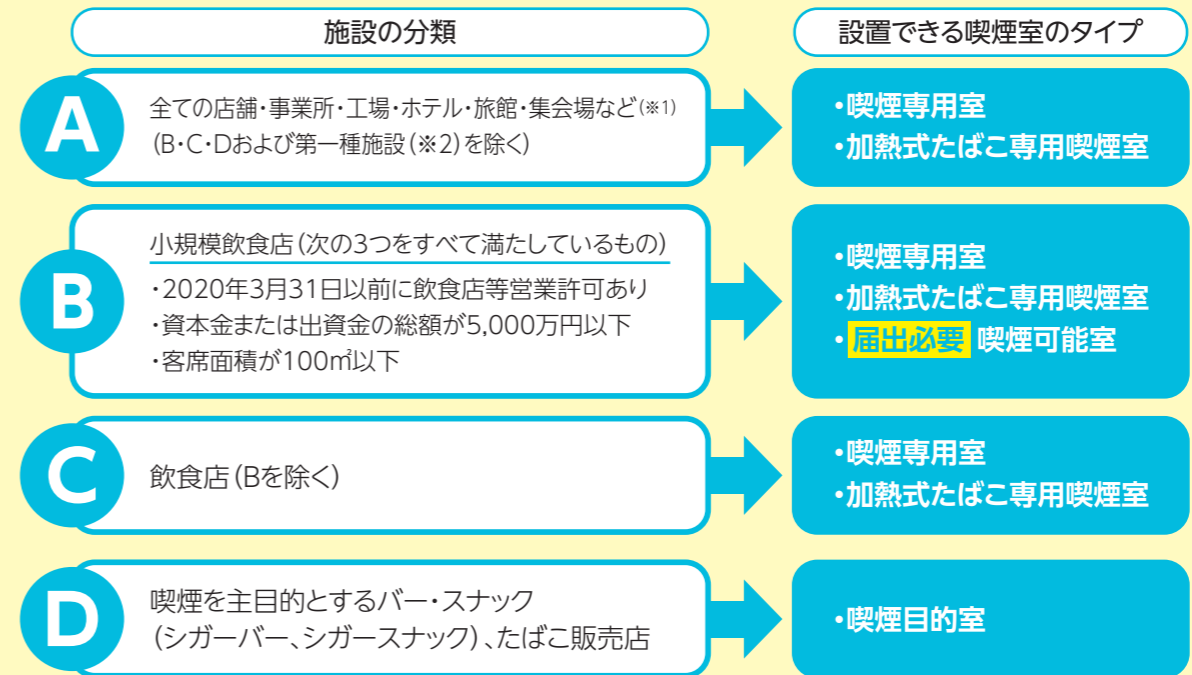 施設の分類
設置できる喫煙室のタイプ
A
全ての店舗・事業所・工場・ホテル・旅館・集会場など(※1)
(B・C・Dおよび第一種施設(※2)を除く)
・喫煙専用室
・加熱式たばこ専用喫煙室
B
小規模飲食店(次の3つをすべて満たしているもの)
・2020年3月31日以前に飲食店等営業許可あり
・資本金または出資金の総額が5,000万円以下
・客席面積が100㎡以下
・喫煙専用室
・加熱式たばこ専用喫煙室
・届出必要 喫煙可能室
C
飲食店(Bを除く)
・喫煙専用室
・加熱式たばこ専用喫煙室
D
喫煙を主目的とするバー・スナック
(シガーバー、シガースナック)、たばこ販売店
・喫煙目的室